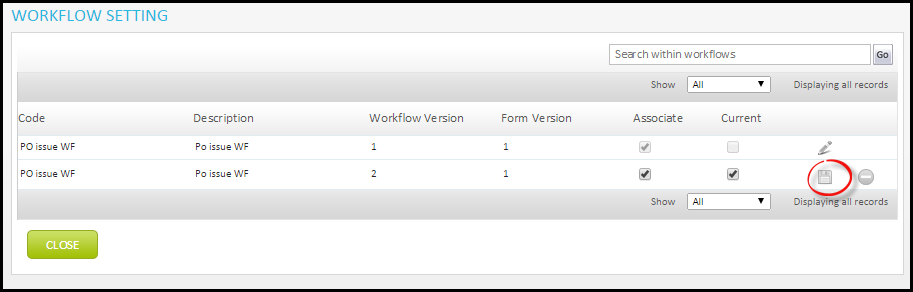 WORKFLOW SETTING
Search within workflows Go
Show All Displaying all records
Code Description Workflow Version Form Version Associate Current
PO issue WF Po issue WF 1 1
PO issue WF Po issue WF 2 1
Show All Displaying all records
CLOSE